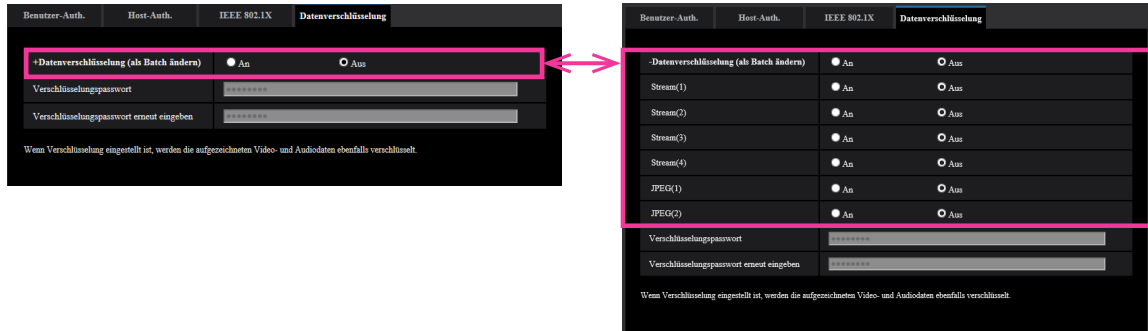 Benutzer-Auth. Host-Auth. IEEE 802.1X Datenverschlüsselung
+Datenverschlüsselung (als Batch ändern) An Aus
Verschlüsselungspasswort ••••••••
Verschlüsselungspasswort erneut eingeben ••••••••
Wenn Verschlüsselung eingestellt ist, werden die aufgezeichneten Video- und Audiodaten ebenfalls verschlüsselt.
Benutzer-Auth. Host-Auth. IEEE 802.1X Datenverschlüsselung
-Datenverschlüsselung (als Batch ändern) An Aus
Stream(1) An Aus
Stream(2) An Aus
Stream(3) An Aus
Stream(4) An Aus
JPEG(1) An Aus
JPEG(2) An Aus
Verschlüsselungspasswort ••••••••
Verschlüsselungspasswort erneut eingeben ••••••••
Wenn Verschlüsselung eingestellt ist, werden die aufgezeichneten Video- und Audiodaten ebenfalls verschlüsselt.